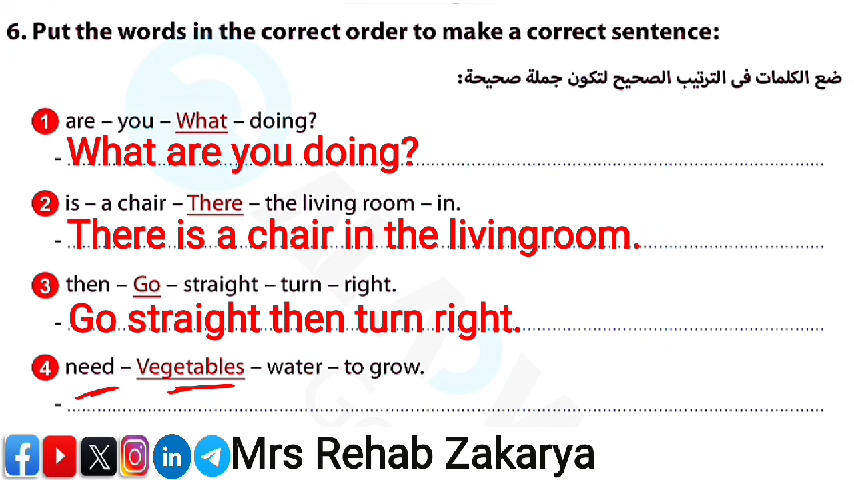 6. Put the words in the correct order to make a correct sentence:
ضع الكلمات فى الترتيب الصحيح لتكون جملة صحيحة:
1 are – you – What – doing?
- What are you doing?
2 is – a chair – There – the living room – in.
- There is a chair in the livingroom.
3 then – Go – straight – turn – right.
- Go straight then turn right.
4 need – Vegetables – water – to grow.
-
Mrs Rehab Zakarya